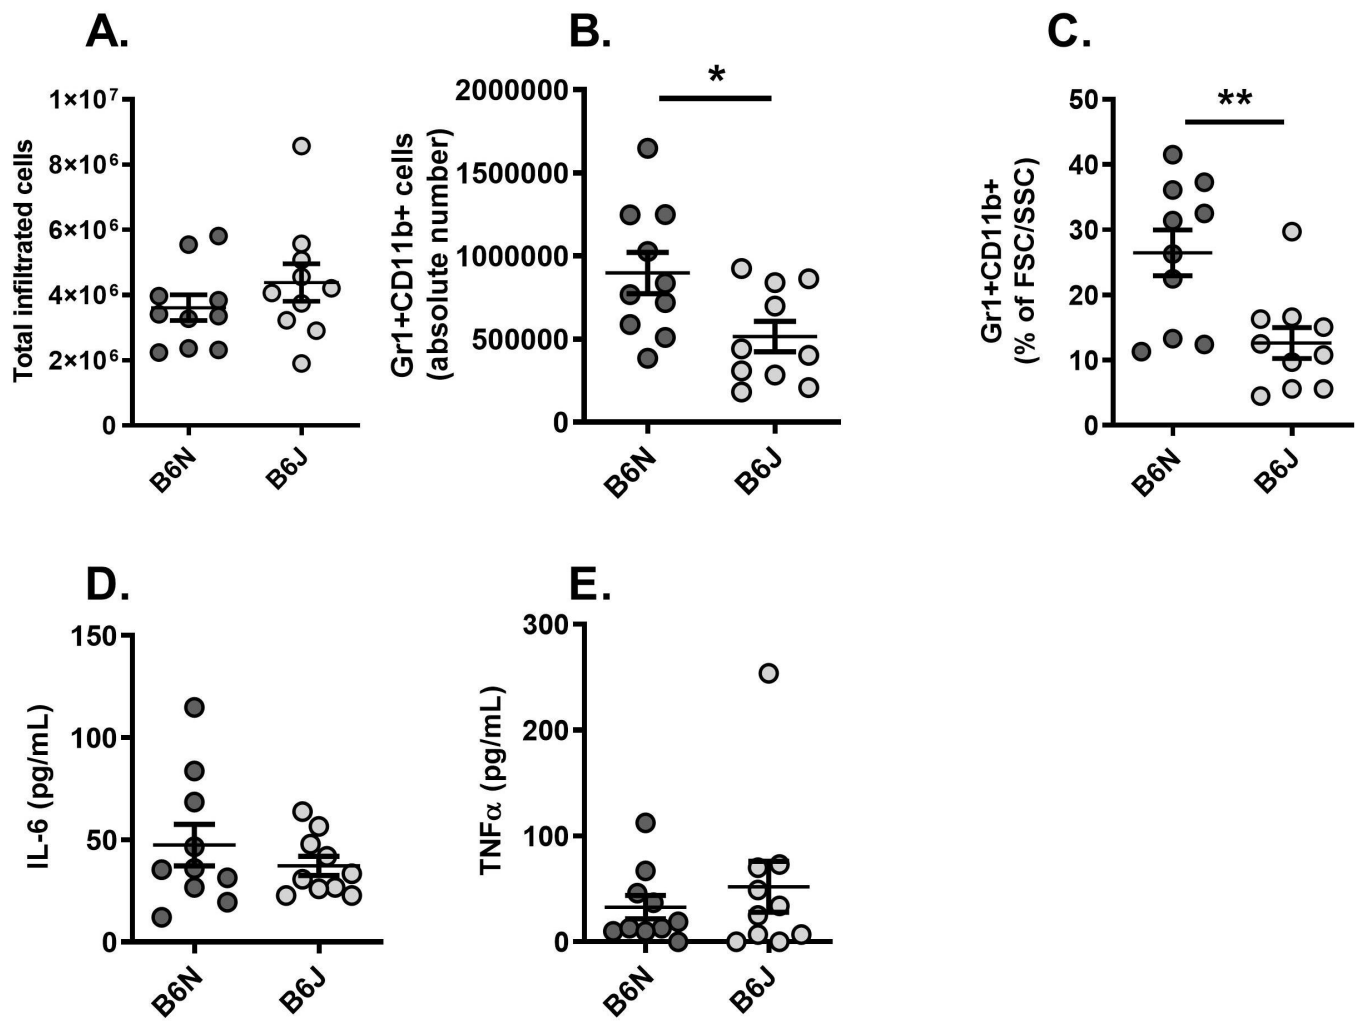 A.
Total infiltrated cells
1×10⁷
8×10⁶
6×10⁶
4×10⁶
2×10⁶
0
B6N
B6J
B.
Gr1+CD11b+ cells
(absolute number)
2000000
1500000
1000000
500000
0
*
B6N
B6J
C.
Gr1+CD11b+
(% of FSC/SSC)
50
40
30
20
10
0
**
B6N
B6J
D.
IL-6 (pg/mL)
150
100
50
0
B6N
B6J
E.
TNFα (pg/mL)
300
200
100
0
B6N
B6J